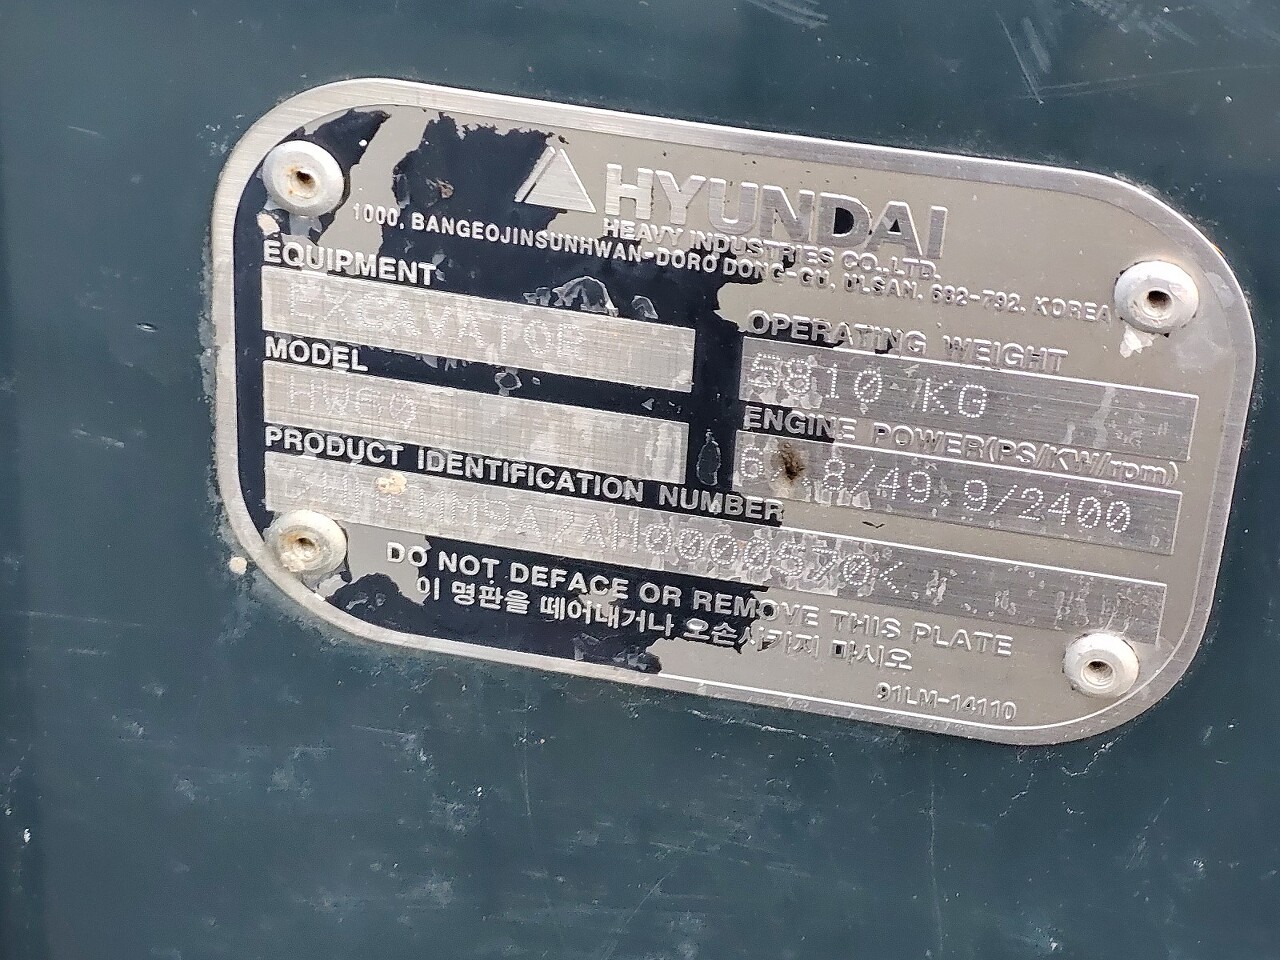 HYUNDAI
HEAVY INDUSTRIES CO.,LTD.
1000, BANGEOJINSUNHWAN-DORO DONG-GU, ULSAN, 682-792, KOREA
EQUIPMENT
EXCAVATOR
OPERATING WEIGHT
5810 KG
MODEL
HW60
ENGINE POWER(PS/KW/rpm)
8/49.9/2400
PRODUCT IDENTIFICATION NUMBER
DO NOT DEFACE OR REMOVE THIS PLATE
이 명판을 떼어내거나 오손시키지 마시오
91LM-14110